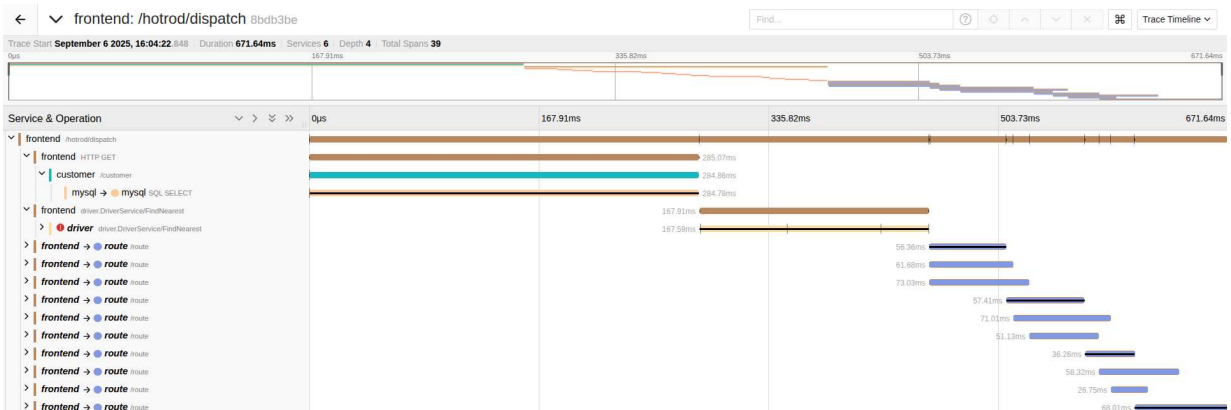 ← frontend: /hotrod/dispatch 8bdb3be
Find...
⌘ Trace Timeline
Trace Start September 6 2025, 16:04:22.848 Duration 671.64ms Services 6 Depth 4 Total Spans 39
0μs 167.91ms 335.82ms 503.73ms 671.64ms
Service & Operation 0μs 167.91ms 335.82ms 503.73ms 671.64ms
frontend /hotrod/dispatch
frontend HTTP GET 285.07ms
customer /customer 284.86ms
mysql → mysql SQL SELECT 284.78ms
frontend driver.DriverService/FindNearest 167.91ms
driver driver.DriverService/FindNearest 167.59ms
frontend → route /route 56.36ms
frontend → route /route 61.68ms
frontend → route /route 73.03ms
frontend → route /route 57.41ms
frontend → route /route 71.01ms
frontend → route /route 51.13ms
frontend → route /route 36.26ms
frontend → route /route 58.32ms
frontend → route /route 26.75ms
frontend → route /route 68.01ms